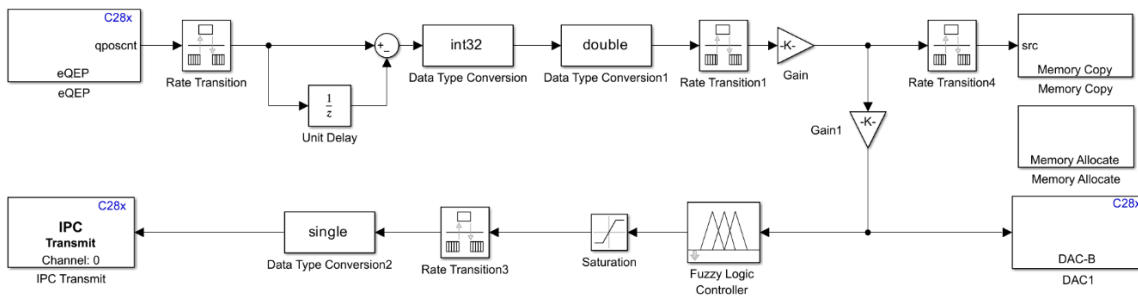 C28x
qposcnt
eQEP
eQEP
Rate Transition
1
z
Unit Delay
+
−
int32
Data Type Conversion
double
Data Type Conversion1
Rate Transition1
-K-
Gain
Rate Transition4
src
Memory Copy
Memory Copy
-K-
Gain1
Memory Allocate
Memory Allocate
C28x
IPC
Transmit
Channel: 0
IPC Transmit
single
Data Type Conversion2
Rate Transition3
Saturation
Fuzzy Logic
Controller
C28x
DAC-B
DAC1